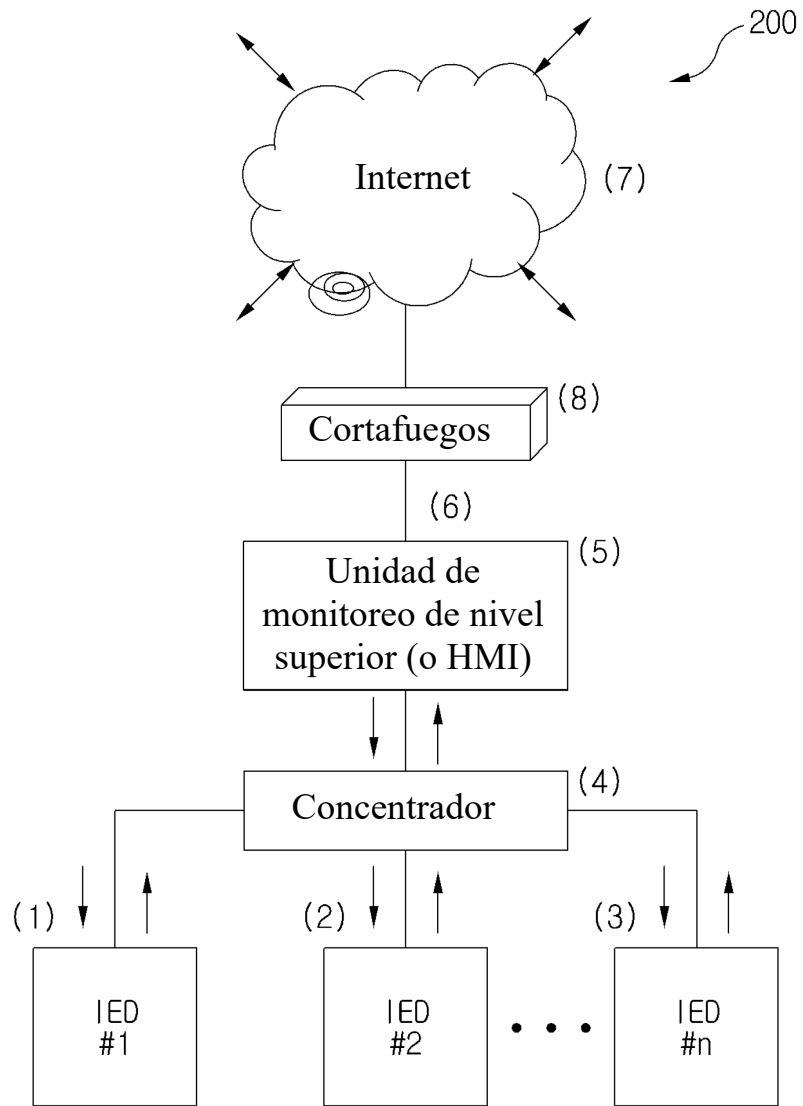 200
Internet
(7)
(8)
Cortafuegos
(6)
(5)
Unidad de
monitoreo de nivel
superior (o HMI)
(4)
Concentrador
(1)
(2)
(3)
IED
#1
IED
#2
IED
#n